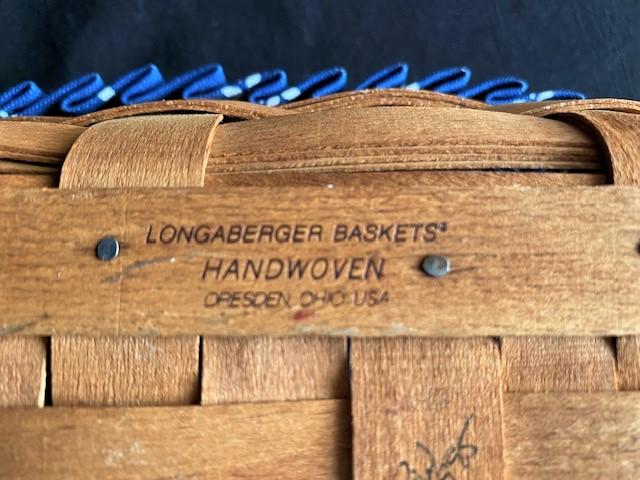 LONGABERGER BASKETS®
HANDWOVEN
DRESDEN, OHIO USA